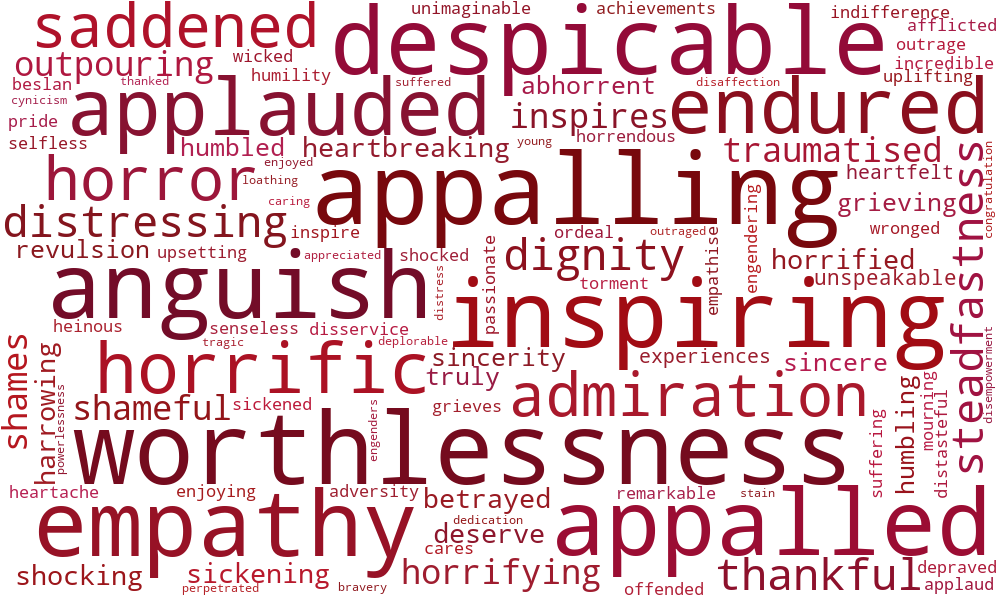 saddened
despicable
unimaginable
achievements
indifference
afflicted
outrage
incredible
uplifting
outpouring
wicked
humility
beslan
thanked
suffered
disaffection
abhorrent
cynicism
pride
selfless
applauded
inspires
endured
horrendous
humbled
heartbreaking
young
traumatised
enjoyed
horror
loathing
caring
appalling
heartfelt
grieving
steadfastness
congratulation
distressing
inspire
ordeal
outraged
wronged
engendering
revulsion
upsetting
appreciated
shocked
passionate
dignity
empathise
horrified
unspeakable
torment
anguish
distress
inspiring
heinous
senseless
disservice
tragic
deplorable
shames
harrowing
horrific
sincerity
experiences
sincere
truly
disempowerment
powerlessness
shameful
sickened
engenders
grieves
admiration
humbling
mourning
distasteful
suffering
worthlessness
heartache
enjoying
adversity
betrayed
remarkable
stain
empathy
dedication
deserve
cares
appalled
shocking
sickening
perpetrated
bravery
horrifying
offended
thankful
depraved
applaud